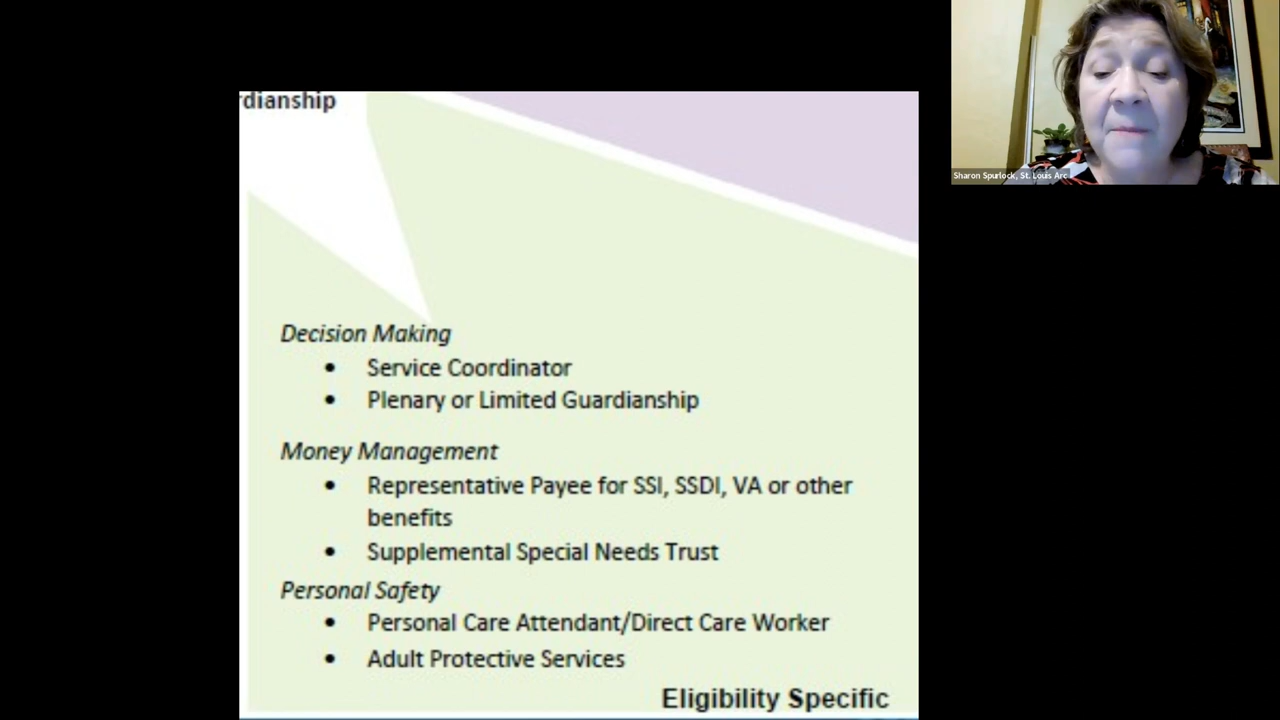 rdianship
Decision Making
• Service Coordinator
• Plenary or Limited Guardianship
Money Management
• Representative Payee for SSI, SSDI, VA or other
benefits
• Supplemental Special Needs Trust
Personal Safety
• Personal Care Attendant/Direct Care Worker
• Adult Protective Services
Eligibility Specific
Sharon Spurlock, St. Louis Arc